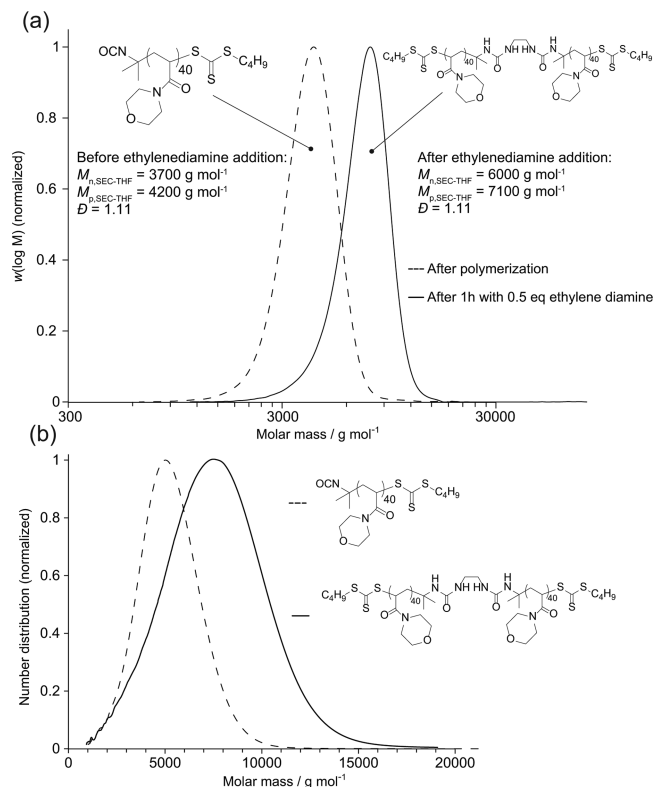 (a)
OCN
40
S
S
C4H9
S
N
O
O
C4H9
S
S
S
40
H
N
O
NH
HN
O
H
N
40
S
S
C4H9
S
N
O
O
N
O
O
Before ethylenediamine addition:
Mn,SEC-THF = 3700 g mol-1
Mp,SEC-THF = 4200 g mol-1
Đ = 1.11
After ethylenediamine addition:
Mn,SEC-THF = 6000 g mol-1
Mp,SEC-THF = 7100 g mol-1
Đ = 1.11
After polymerization
After 1h with 0.5 eq ethylene diamine
w(log M) (normalized)
1
0.8
0.6
0.4
0.2
0
300
3000
30000
Molar mass / g mol-1
(b)
OCN
40
S
S
C4H9
S
N
O
O
C4H9
S
S
S
40
H
N
O
NH
HN
O
H
N
40
S
S
C4H9
S
N
O
O
N
O
O
Number distribution (normalized)
1
0.8
0.6
0.4
0.2
0
0
5000
10000
15000
20000
Molar mass / g mol-1